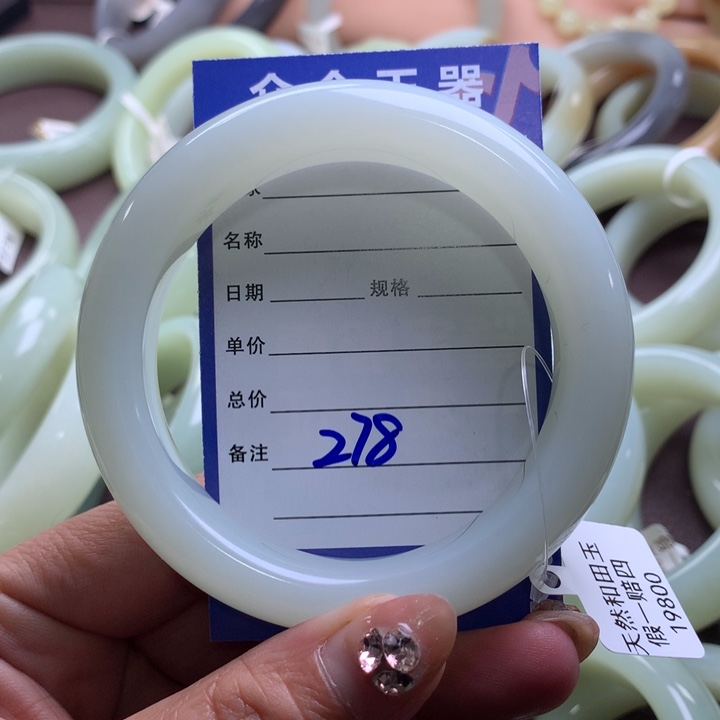 玉器
名称
日期 规格
单价
总价
备注 278
天然和田玉
假一赔四
19800